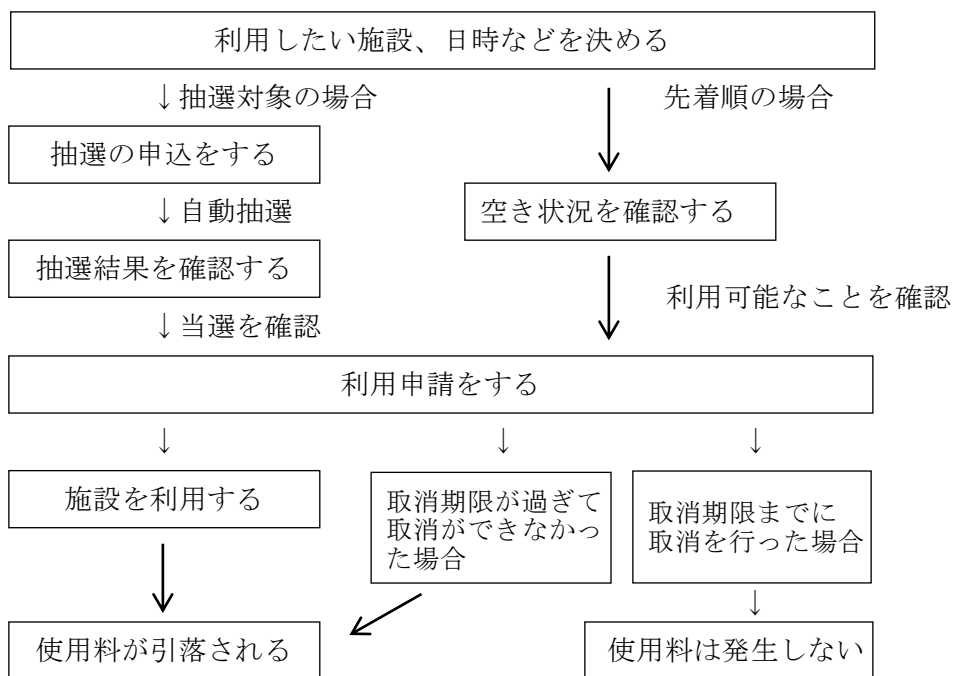 利用したい施設、日時などを決める
↓抽選対象の場合
先着順の場合
抽選の申込をする
↓自動抽選
空き状況を確認する
抽選結果を確認する
利用可能なことを確認
↓当選を確認
利用申請をする
↓
↓
↓
施設を利用する
取消期限が過ぎて
取消ができなかっ
た場合
取消期限までに
取消を行った場合
↓
使用料が引落される
使用料は発生しない